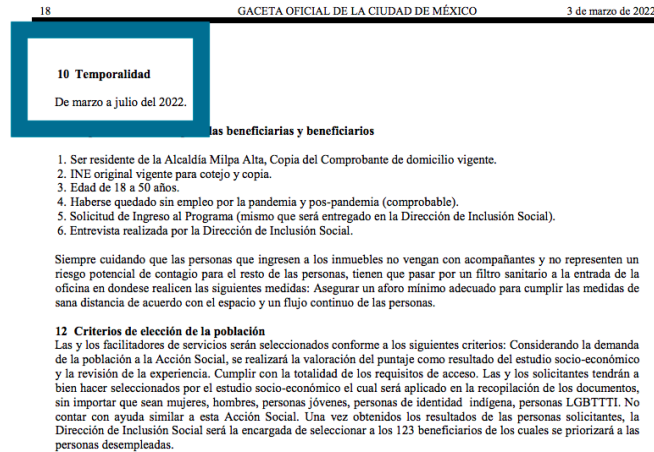 18 GACETA OFICIAL DE LA CIUDAD DE MÉXICO 3 de marzo de 2022
10 Temporalidad
De marzo a julio del 2022.
las beneficiarias y beneficiarios
1. Ser residente de la Alcaldía Milpa Alta, Copia del Comprobante de domicilio vigente.
2. INE original vigente para cotejo y copia.
3. Edad de 18 a 50 años.
4. Haberse quedado sin empleo por la pandemia y pos-pandemia (comprobable).
5. Solicitud de Ingreso al Programa (mismo que será entregado en la Dirección de Inclusión Social).
6. Entrevista realizada por la Dirección de Inclusión Social.
Siempre cuidando que las personas que ingresen a los inmuebles no vengan con acompañantes y no representen un
riesgo potencial de contagio para el resto de las personas, tienen que pasar por un filtro sanitario a la entrada de la
oficina en dondese realicen las siguientes medidas: Asegurar un aforo mínimo adecuado para cumplir las medidas de
sana distancia de acuerdo con el espacio y un flujo continuo de las personas.
12 Criterios de elección de la población
Las y los facilitadores de servicios serán seleccionados conforme a los siguientes criterios: Considerando la demanda
de la población a la Acción Social, se realizará la valoración del puntaje como resultado del estudio socio-económico
y la revisión de la experiencia. Cumplir con la totalidad de los requisitos de acceso. Las y los solicitantes tendrán a
bien hacer seleccionados por el estudio socio-económico el cual será aplicado en la recopilación de los documentos,
sin importar que sean mujeres, hombres, personas jóvenes, personas de identidad indígena, personas LGBTTTI. No
contar con ayuda similar a esta Acción Social. Una vez obtenidos los resultados de las personas solicitantes, la
Dirección de Inclusión Social será la encargada de seleccionar a los 123 beneficiarios de los cuales se priorizará a las
personas desempleadas.